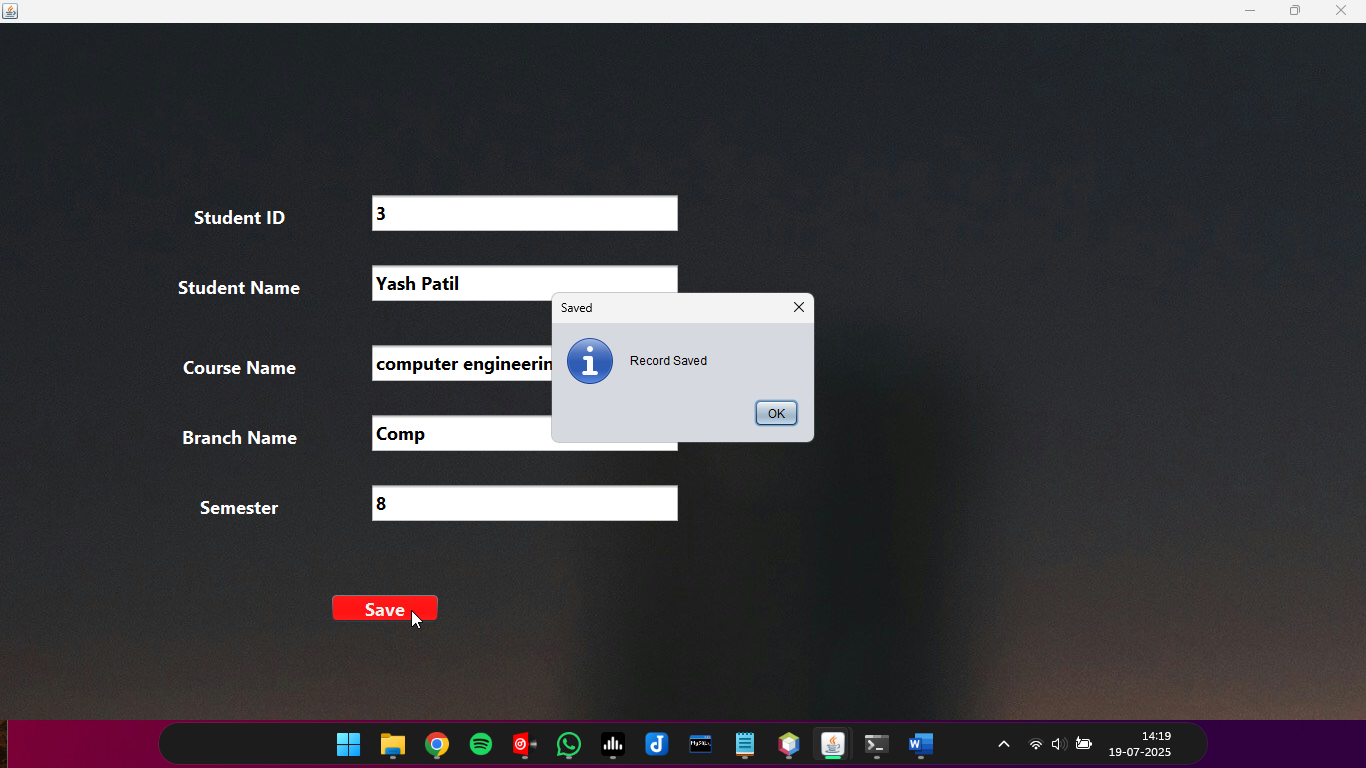 Student ID
3
Student Name
Yash Patil
Saved
Record Saved
OK
Course Name
computer engineerin
Branch Name
Comp
Semester
8
Save
MySQL
14:19
19-07-2025